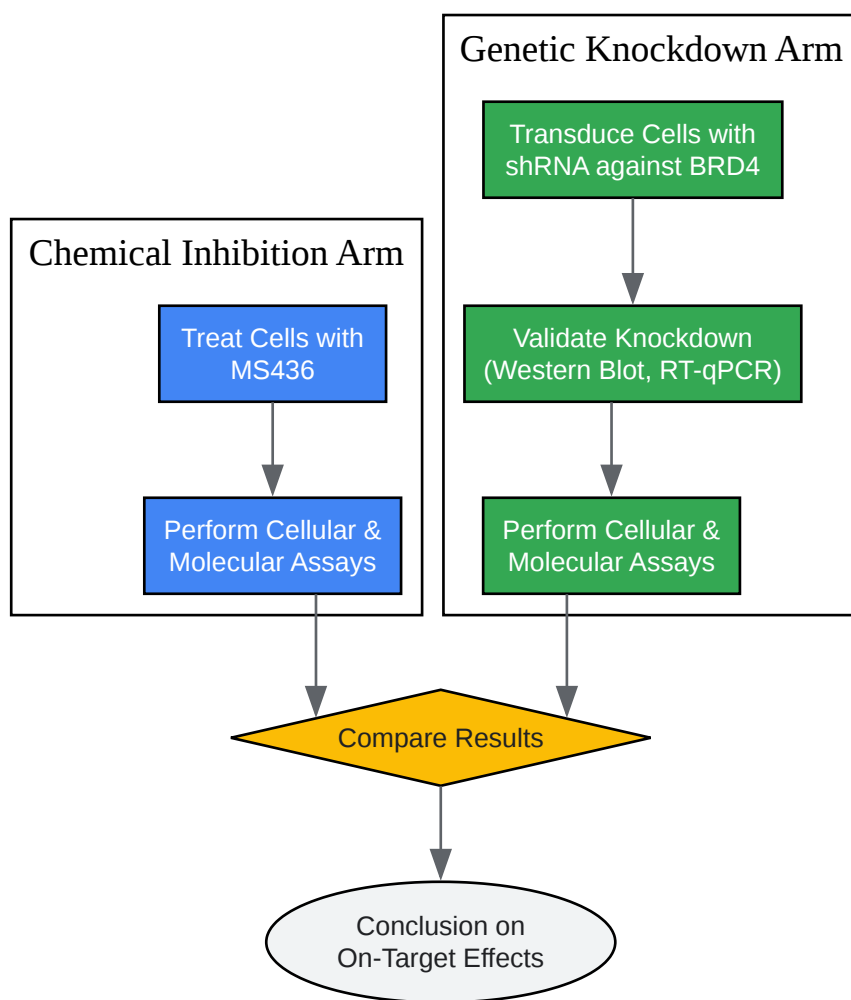 Genetic Knockdown Arm
Transduce Cells with
shRNA against BRD4
Chemical Inhibition Arm
Treat Cells with
MS436
Validate Knockdown
(Western Blot, RT-qPCR)
Perform Cellular &
Molecular Assays
Perform Cellular &
Molecular Assays
Compare Results
Conclusion on
On-Target Effects